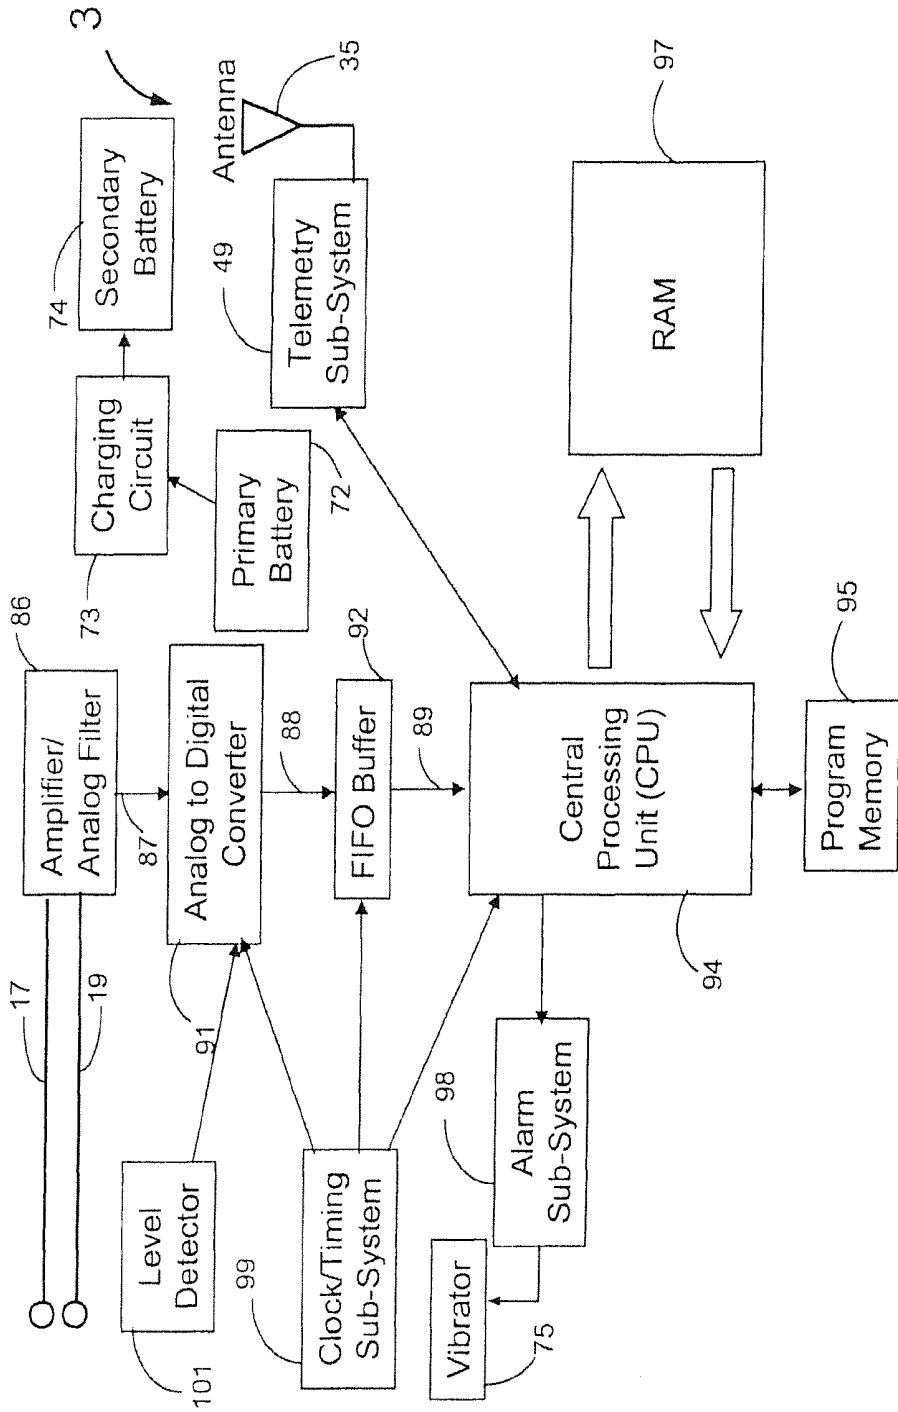 3
74
Secondary
Battery
Antenna
35
73
Charging
Circuit
49
Telemetry
Sub-System
97
RAM
86
Amplifier/
Analog Filter
Primary
Battery
72
17
19
87
Analog to Digital
Converter
91
88
FIFO Buffer
92
89
Central
Processing
Unit (CPU)
94
95
Program
Memory
Level
Detector
101
99
Clock/Timing
Sub-System
98
Alarm
Sub-System
Vibrator
75